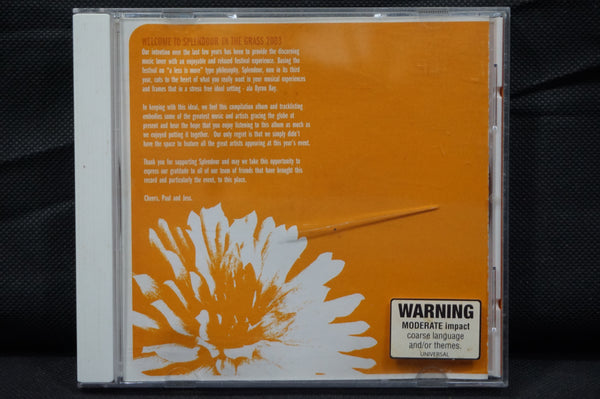 WELCOME TO SPLENDOUR IN THE GRASS 2003
Our intention over the last few years has been to provide the discerning
music lover with an enjoyable and relaxed festival experience. Basing the
festival on "a less is more" type philosophy, Splendour, now in its third
year, cuts to the heart of what you really want in your musical experiences
and frames that in a stress free ideal setting - ala Byron Bay.
In keeping with this ideal, we feel this compilation album and tracklisting
embodies some of the greatest music and artists gracing the globe at
present and hear the hope that you enjoy listening to this album as much as
we enjoyed putting it together. Our only regret is that we simply didn't
have the space to feature all the great artists appearing at this year's event.
Thank you for supporting Splendour and may we take this opportunity to
express our gratitude to all of our team of friends that have brought this
record and particularly the event, to this place.
Cheers, Paul and Jess.
WARNING
MODERATE impact
coarse language
and/or themes.
UNIVERSAL